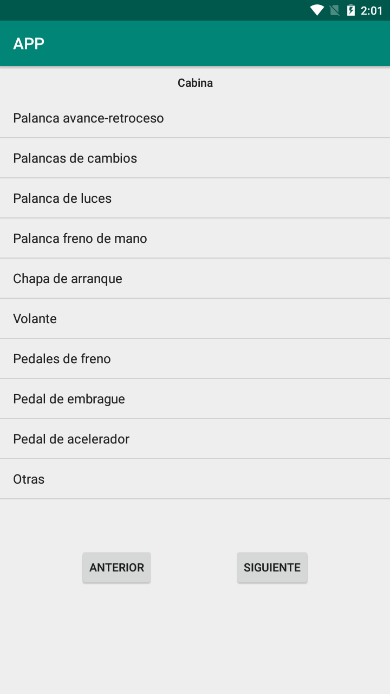 2:01
APP
Cabina
Palanca avance-retroceso
Palancas de cambios
Palanca de luces
Palanca freno de mano
Chapa de arranque
Volante
Pedales de freno
Pedal de embrague
Pedal de acelerador
Otras
ANTERIOR SIGUIENTE